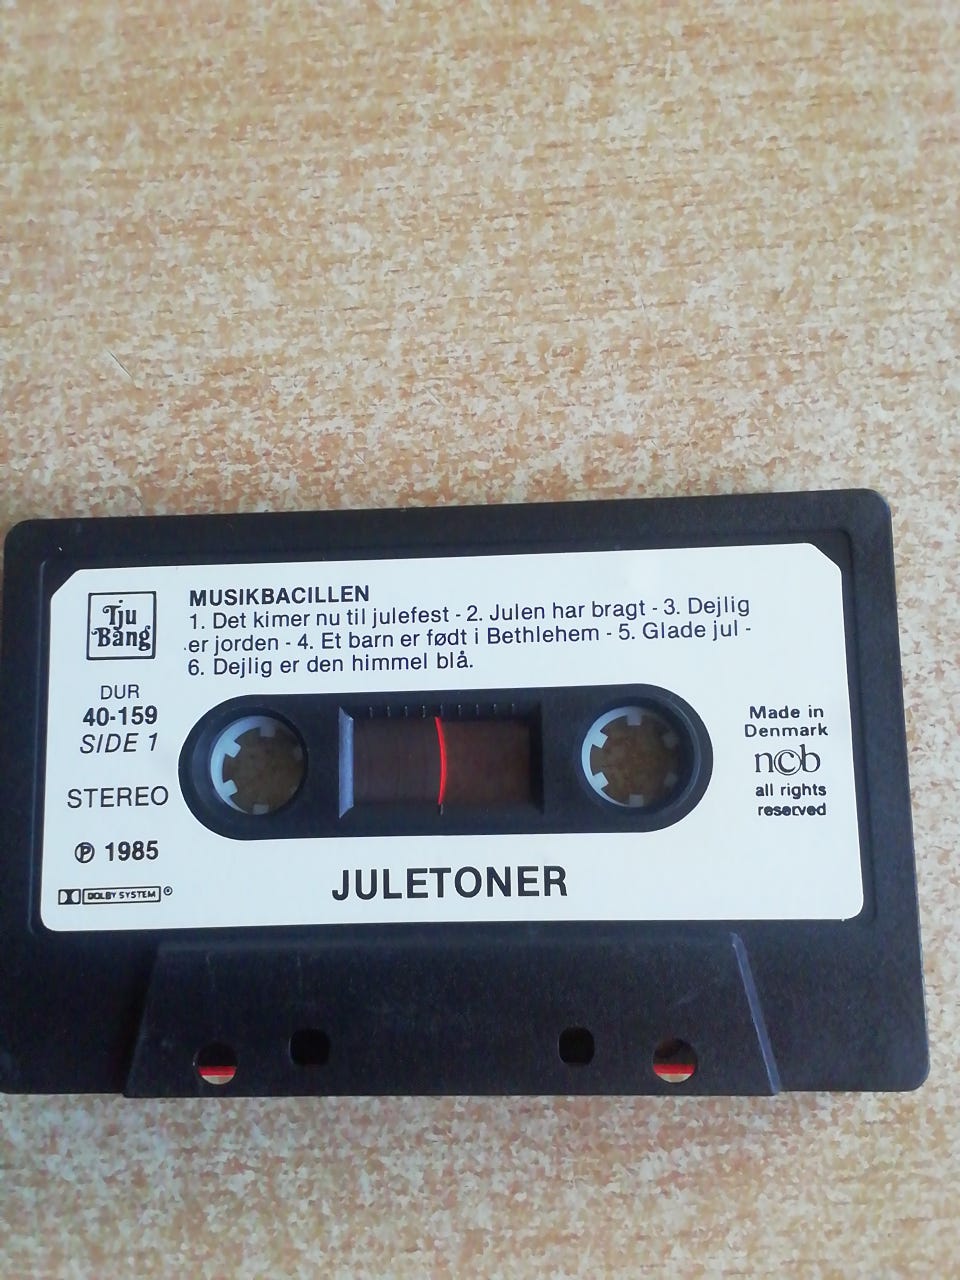 Tju
Bang
MUSIKBACILLEN
1. Det kimer nu til julefest - 2. Julen har bragt - 3. Dejlig
er jorden - 4. Et barn er født i Bethlehem - 5. Glade jul -
6. Dejlig er den himmel blå.
DUR
40-159
SIDE 1
STEREO
℗ 1985
DOLBY SYSTEM®
Made in
Denmark
ncb
all rights
reserved
JULETONER